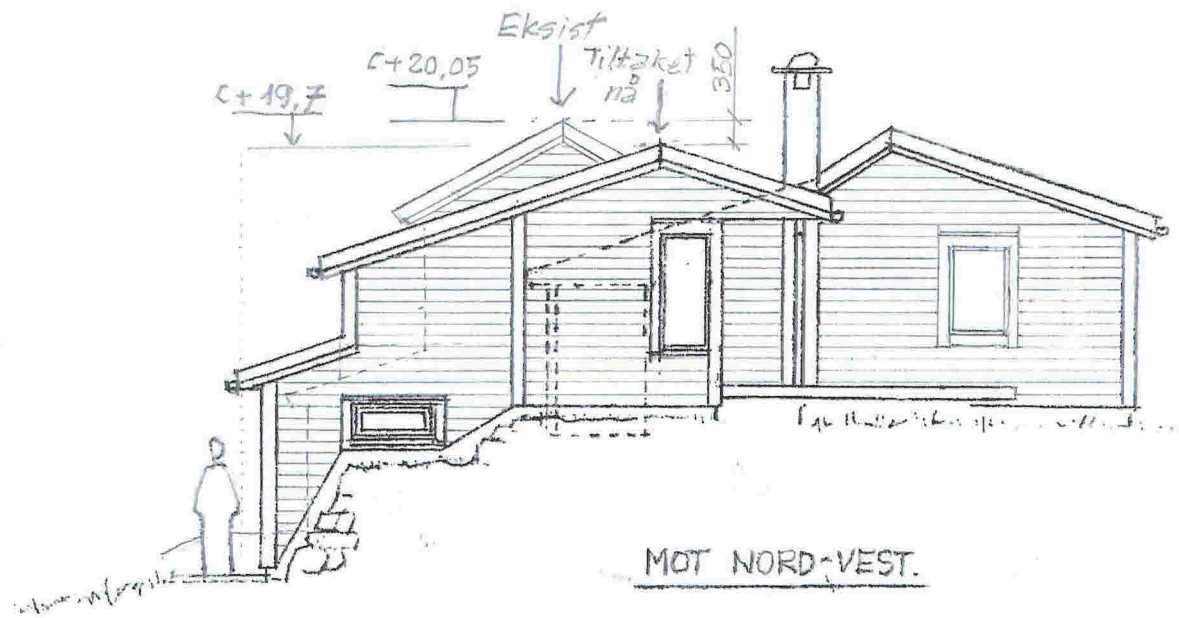 Eksist
Tiltaket
nå
350
C+20,05
C+19,7
MOT NORD-VEST.